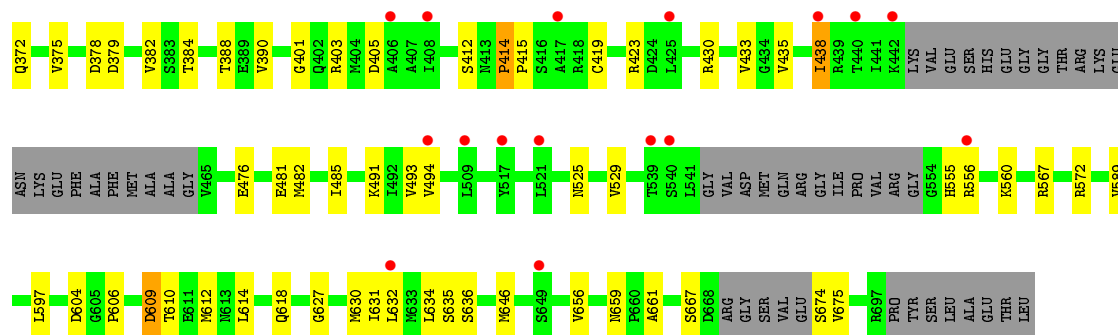 Q372 V375 D378 D379 V382 S383 T384 T388 E389 V390 G401 Q402 R403 M404 D405 A406 A407 I408 S412 N413 P414 P415 S416 A417 R418 C419 R423 D424 L425 R430 V433 G434 V435 I438 R439 T440 I441 K442 LYS VAL GLU SER HIS GLU GLY GLY THR ARG LYS GLU
ASN LYS GLU PHE ALA PHE MET ALA ALA GLY V465 E476 E481 M482 I485 K491 I492 V493 V494 L509 Y517 L521 N525 V529 T539 S540 L541 GLY VAL ASP MET GLN ARG GLY ILE PRO VAL ARG GLY G554 H555 R556 K560 R567 R572
L597 D604 G605 P606 D609 T610 E611 M612 N613 L614 Q618 G627 M630 I631 L632 M633 L634 S635 S636 M646 S649 V656 N659 P660 A661 S667 D668 ARG GLY SER VAL GLU S674 V675 R697 PRO TYR SER LEU ALA GLU THR LEU